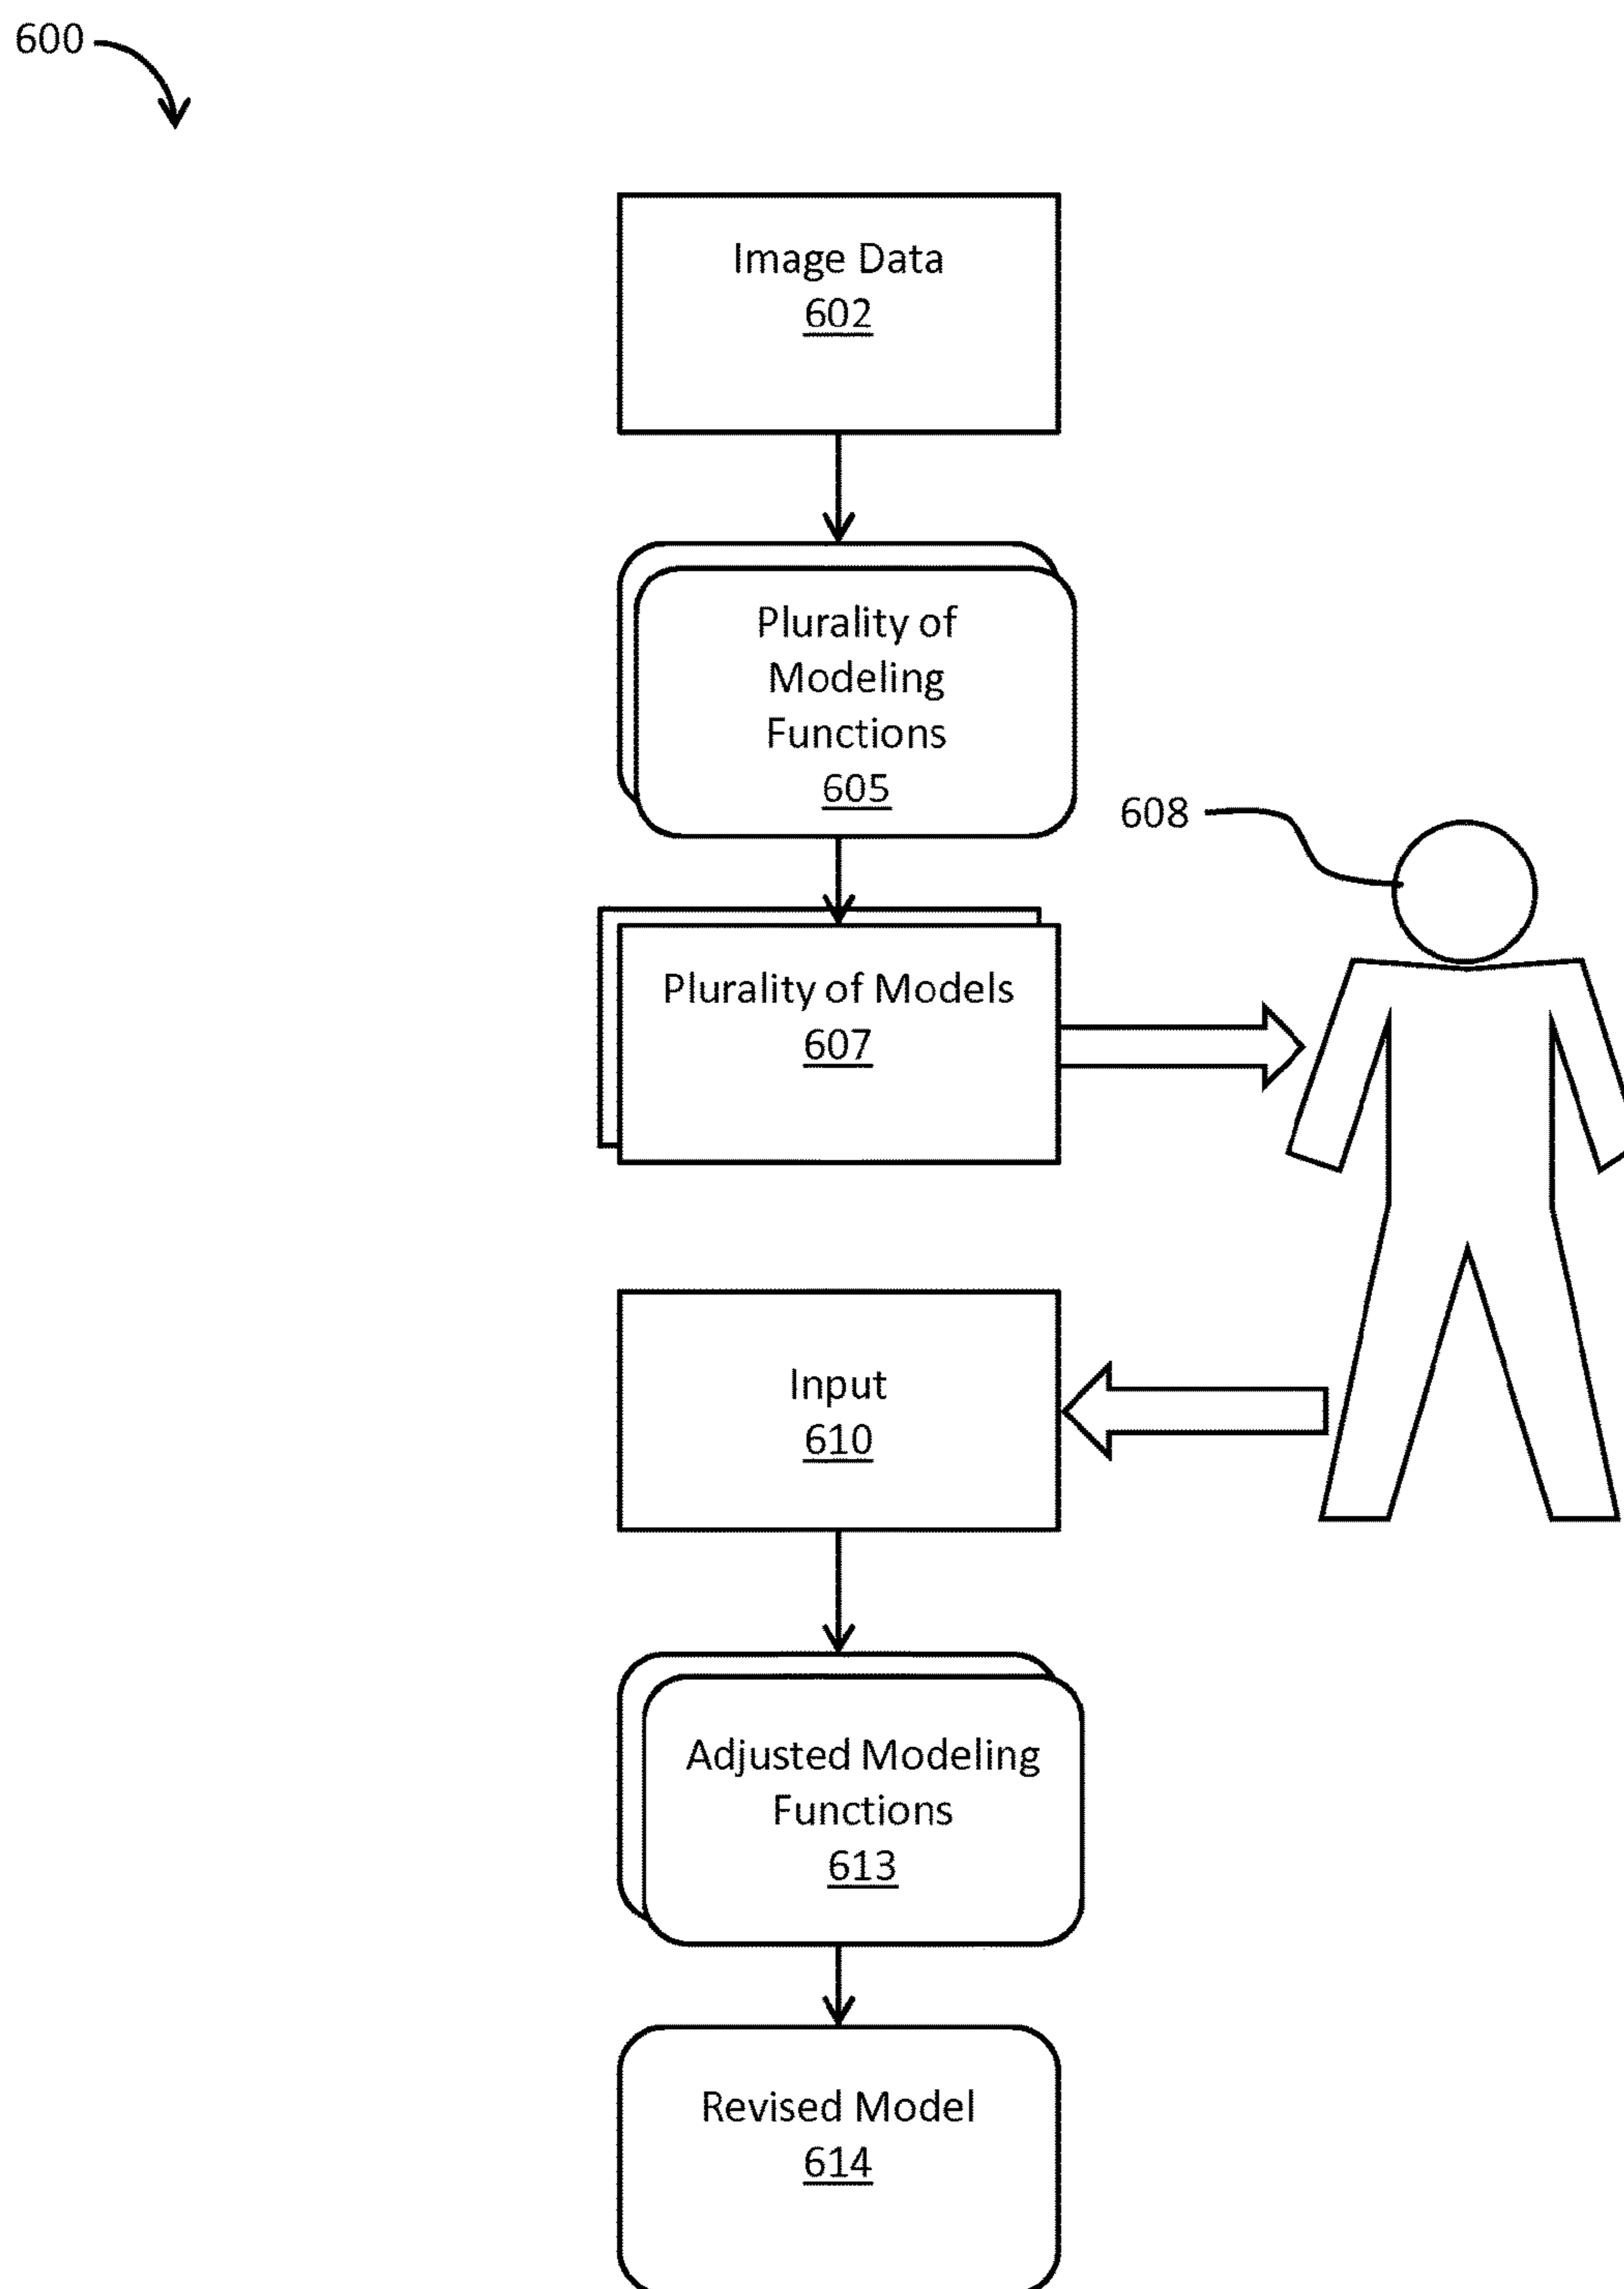 600
Image Data
602
Plurality of
Modeling
Functions
605
608
Plurality of Models
607
Input
610
Adjusted Modeling
Functions
613
Revised Model
614